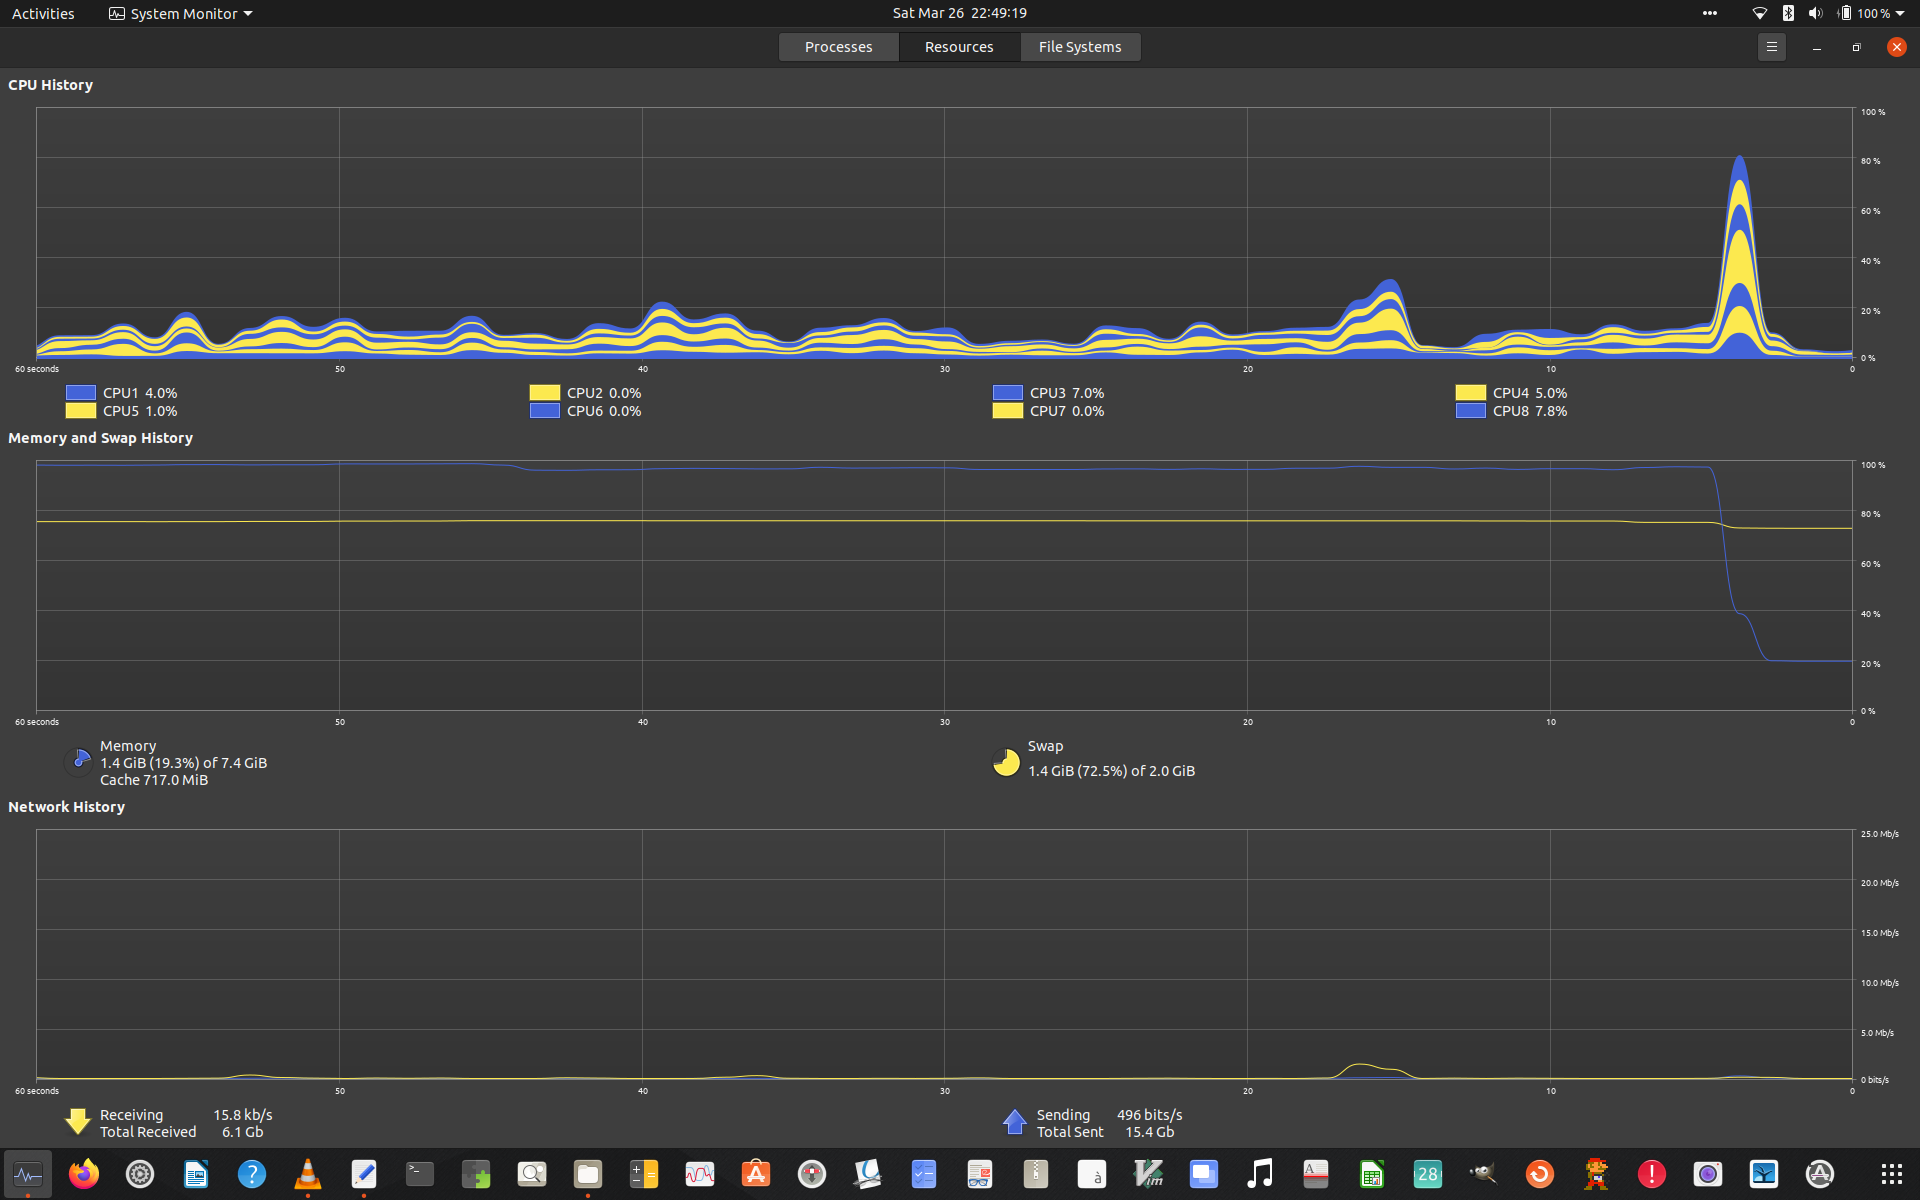 Activities System Monitor Sat Mar 26 22:49:19 100 %
Processes Resources File Systems
CPU History
100 %
80 %
60 %
40 %
20 %
0 %
60 seconds 50 40 30 20 10 0
CPU1 4.0% CPU2 0.0% CPU3 7.0% CPU4 5.0%
CPU5 1.0% CPU6 0.0% CPU7 0.0% CPU8 7.8%
Memory and Swap History
100 %
80 %
60 %
40 %
20 %
0 %
60 seconds 50 40 30 20 10 0
Memory
1.4 GiB (19.3%) of 7.4 GiB
Cache 717.0 MiB
Swap
1.4 GiB (72.5%) of 2.0 GiB
Network History
25.0 Mb/s
20.0 Mb/s
15.0 Mb/s
10.0 Mb/s
5.0 Mb/s
0 bits/s
60 seconds 50 40 30 20 10 0
Receiving 15.8 kb/s
Total Received 6.1 Gb
Sending 496 bits/s
Total Sent 15.4 Gb
? >_ A à Vim A 28 !